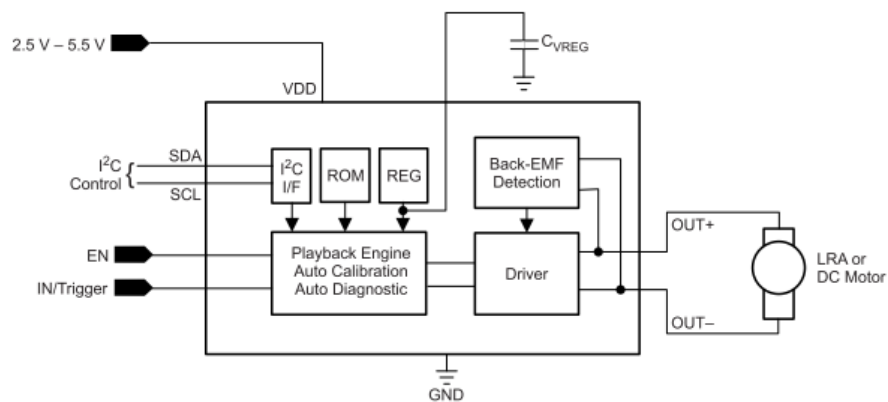 2.5 V – 5.5 V
C_VREG
VDD
I²C
Control
SDA
SCL
I²C
I/F
ROM
REG
Back-EMF
Detection
EN
IN/Trigger
Playback Engine
Auto Calibration
Auto Diagnostic
Driver
OUT+
OUT–
LRA or
DC Motor
GND